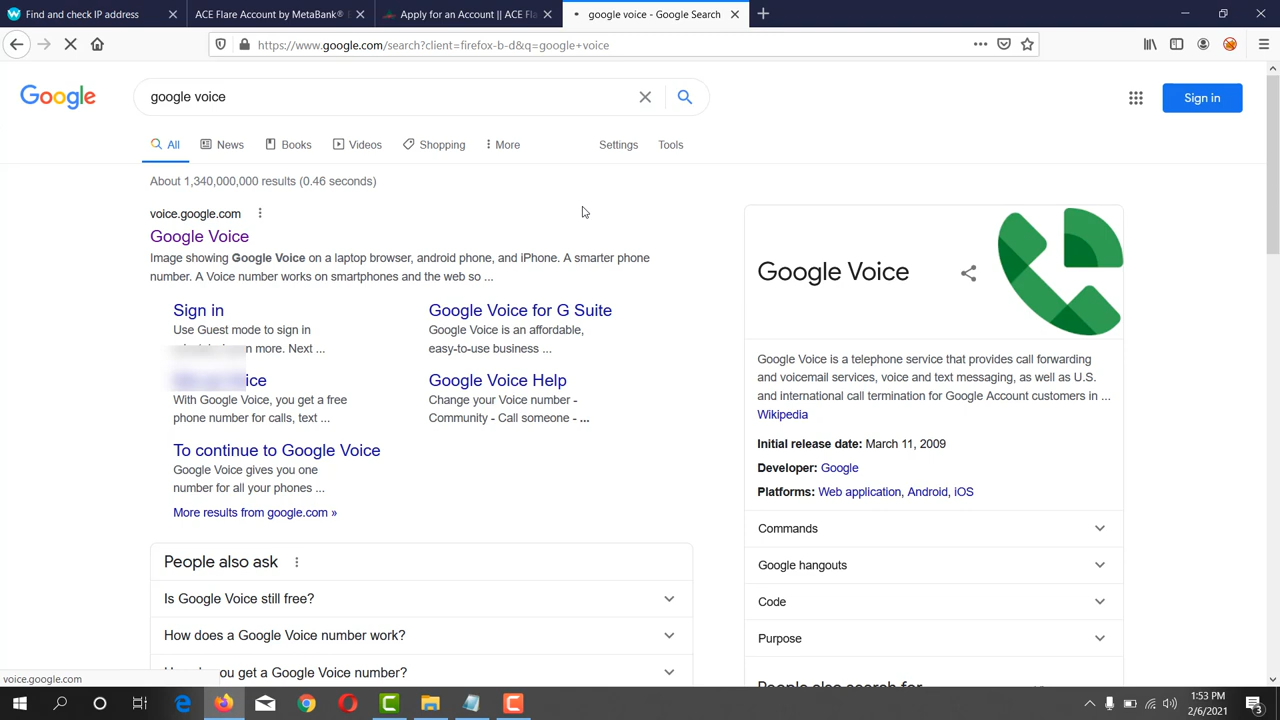 Find and check IP address
ACE Flare Account by MetaBank®
Apply for an Account || ACE Fla
google voice - Google Search
https://www.google.com/search?client=firefox-b-d&q=google+voice
Google
google voice
Sign in
All
News
Books
Videos
Shopping
More
Settings
Tools
About 1,340,000,000 results (0.46 seconds)
voice.google.com
Google Voice
Image showing Google Voice on a laptop browser, android phone, and iPhone. A smarter phone
number. A Voice number works on smartphones and the web so ...
Sign in
Use Guest mode to sign in
more. Next ...
With Google Voice, you get a free
phone number for calls, text ...
To continue to Google Voice
Google Voice gives you one
number for all your phones ...
More results from google.com »
Google Voice for G Suite
Google Voice is an affordable,
easy-to-use business ...
Google Voice Help
Change your Voice number -
Community - Call someone - ...
People also ask
Is Google Voice still free?
How does a Google Voice number work?
you get a Google Voice number?
Google Voice
Google Voice is a telephone service that provides call forwarding
and voicemail services, voice and text messaging, as well as U.S.
and international call termination for Google Account customers in ...
Wikipedia
Initial release date: March 11, 2009
Developer: Google
Platforms: Web application, Android, iOS
Commands
Google hangouts
Code
Purpose
People also search for
voice.google.com
1:53 PM
2/6/2021
3